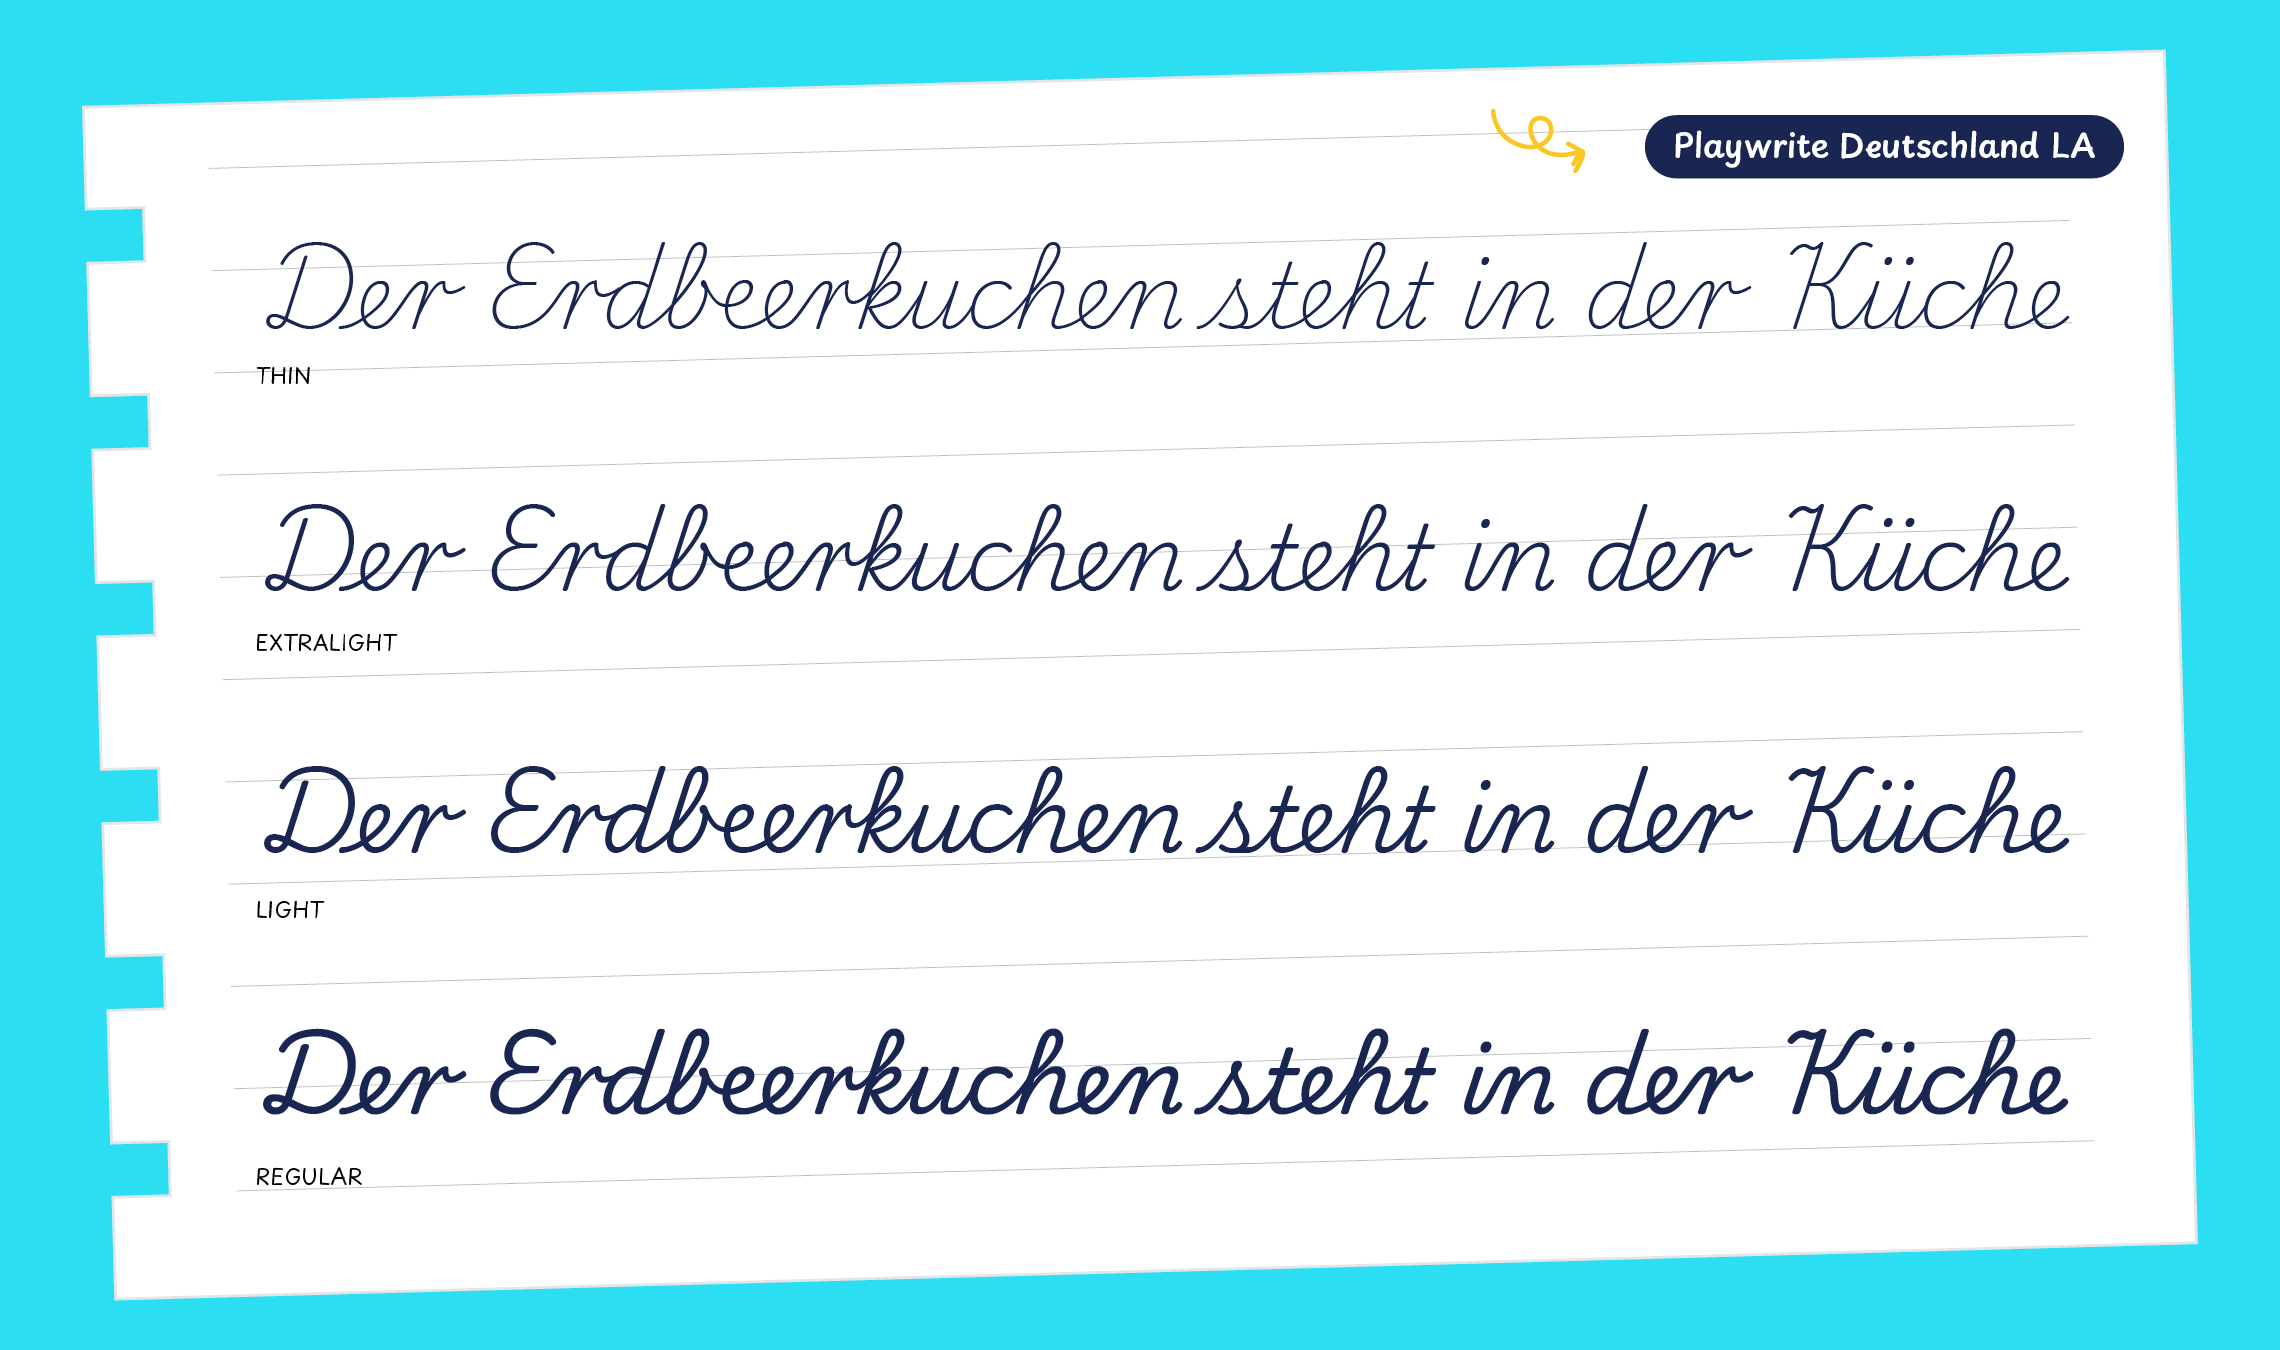 Playwrite Deutschland LA
Der Erdbeerkuchen steht in der Küche
THIN
Der Erdbeerkuchen steht in der Küche
EXTRALIGHT
Der Erdbeerkuchen steht in der Küche
LIGHT
Der Erdbeerkuchen steht in der Küche
REGULAR